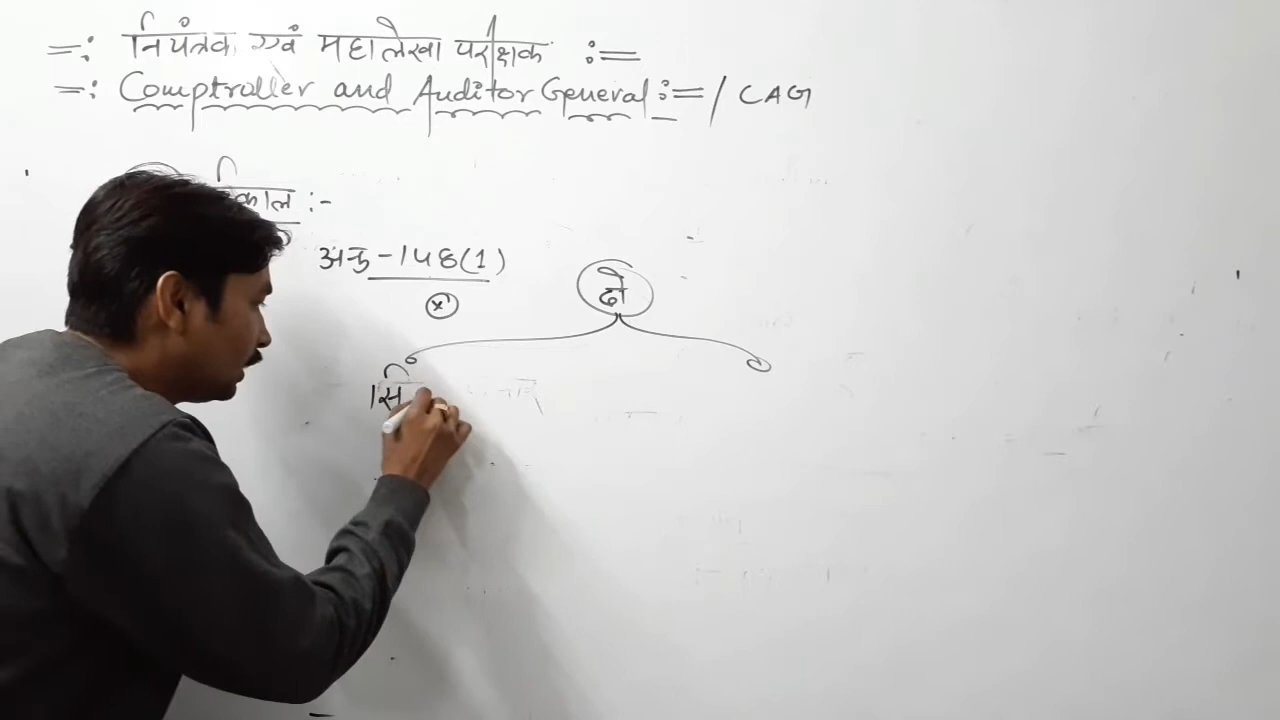 =: नियंत्रक एवं महालेखा परीक्षक :=
=: Comptroller and Auditor General := / CAG
काल :-
अनु - 148(1)
दो
सि